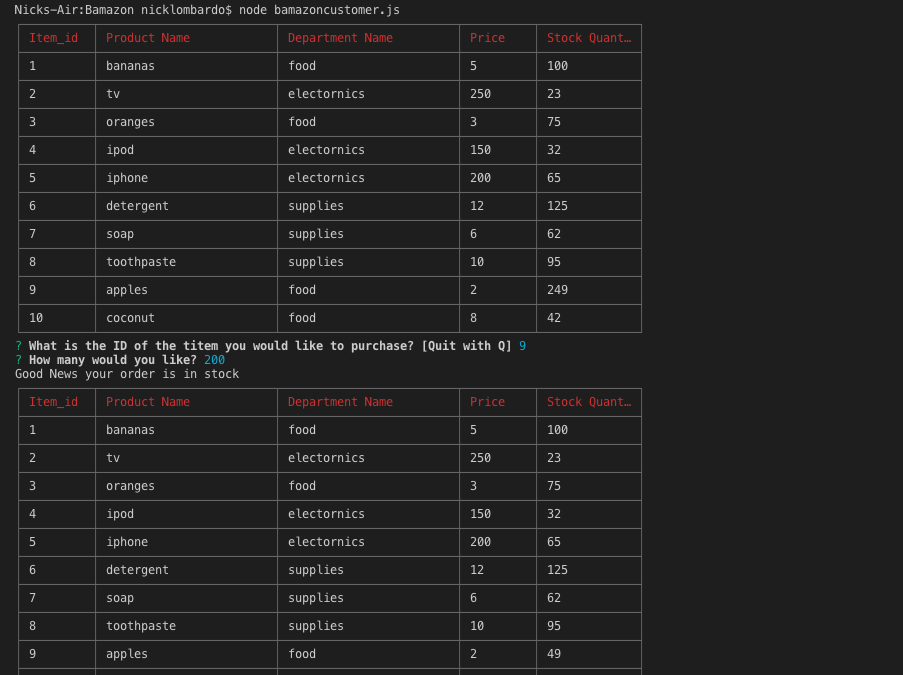 Nicks-Air:Bamazon nicklombardo$ node bamazoncustomer.js
Item_id Product Name Department Name Price Stock Quant…
1 bananas food 5 100
2 tv electornics 250 23
3 oranges food 3 75
4 ipod electornics 150 32
5 iphone electornics 200 65
6 detergent supplies 12 125
7 soap supplies 6 62
8 toothpaste supplies 10 95
9 apples food 2 249
10 coconut food 8 42
? What is the ID of the titem you would like to purchase? [Quit with Q] 9
? How many would you like? 200
Good News your order is in stock
Item_id Product Name Department Name Price Stock Quant…
1 bananas food 5 100
2 tv electornics 250 23
3 oranges food 3 75
4 ipod electornics 150 32
5 iphone electornics 200 65
6 detergent supplies 12 125
7 soap supplies 6 62
8 toothpaste supplies 10 95
9 apples food 2 49